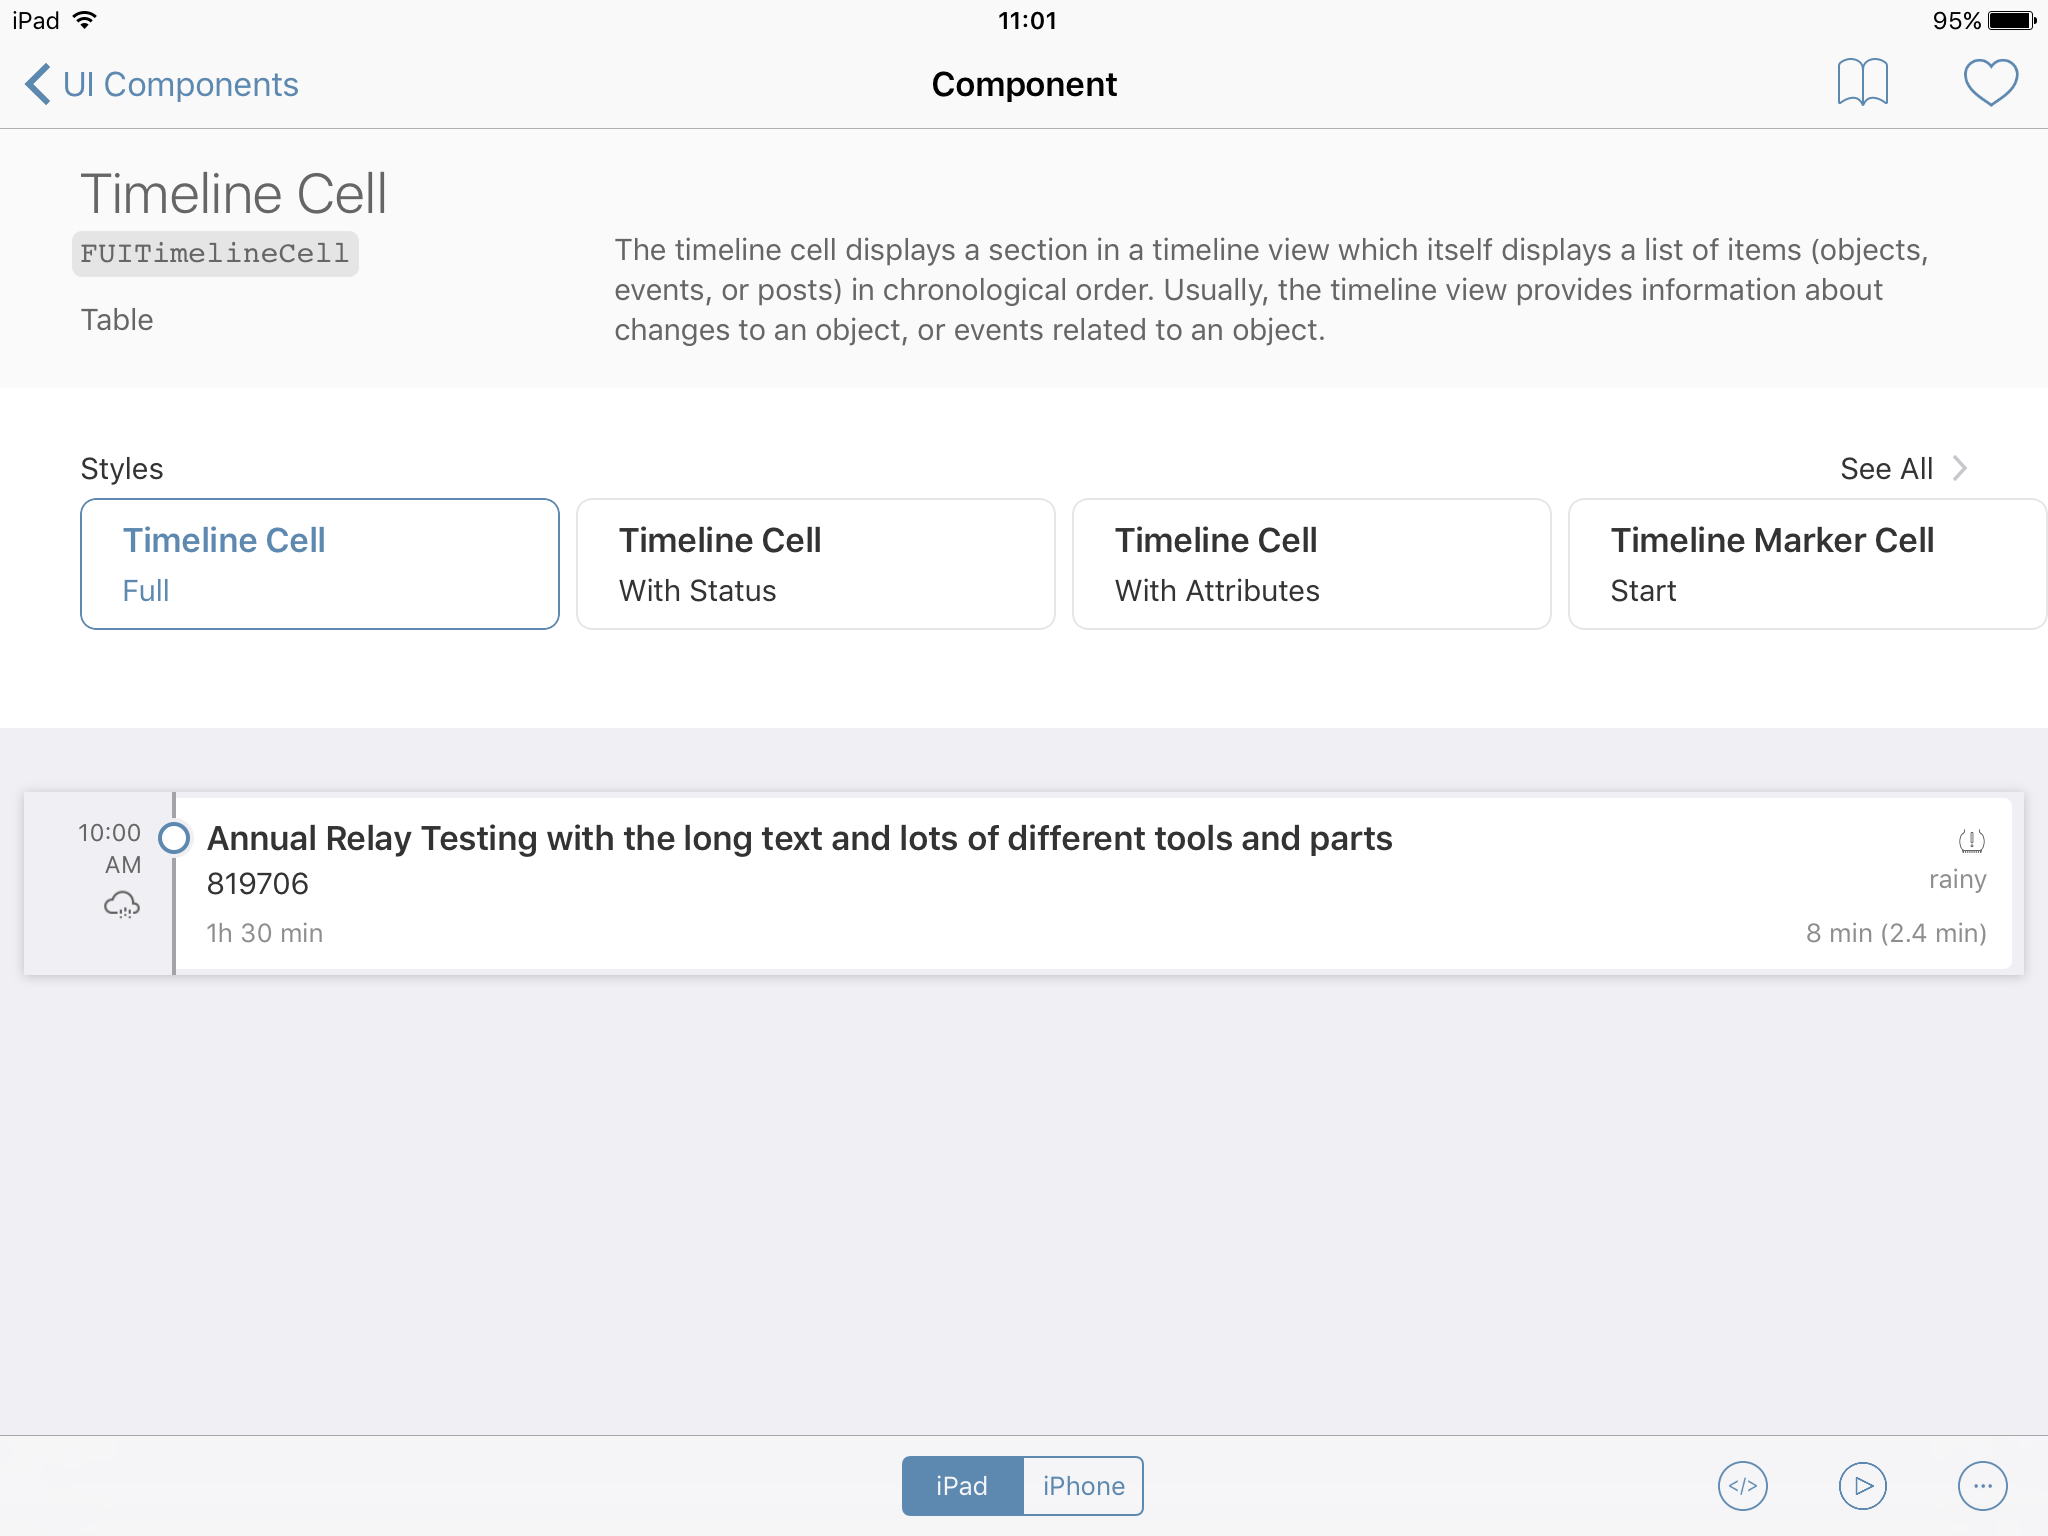 iPad 11:01 95%
UI Components Component
Timeline Cell
FUITimelineCell
Table
The timeline cell displays a section in a timeline view which itself displays a list of items (objects,
events, or posts) in chronological order. Usually, the timeline view provides information about
changes to an object, or events related to an object.
Styles See All
Timeline Cell
Full
Timeline Cell
With Status
Timeline Cell
With Attributes
Timeline Marker Cell
Start
10:00
AM
Annual Relay Testing with the long text and lots of different tools and parts
819706
rainy
1h 30 min
8 min (2.4 min)
iPad iPhone